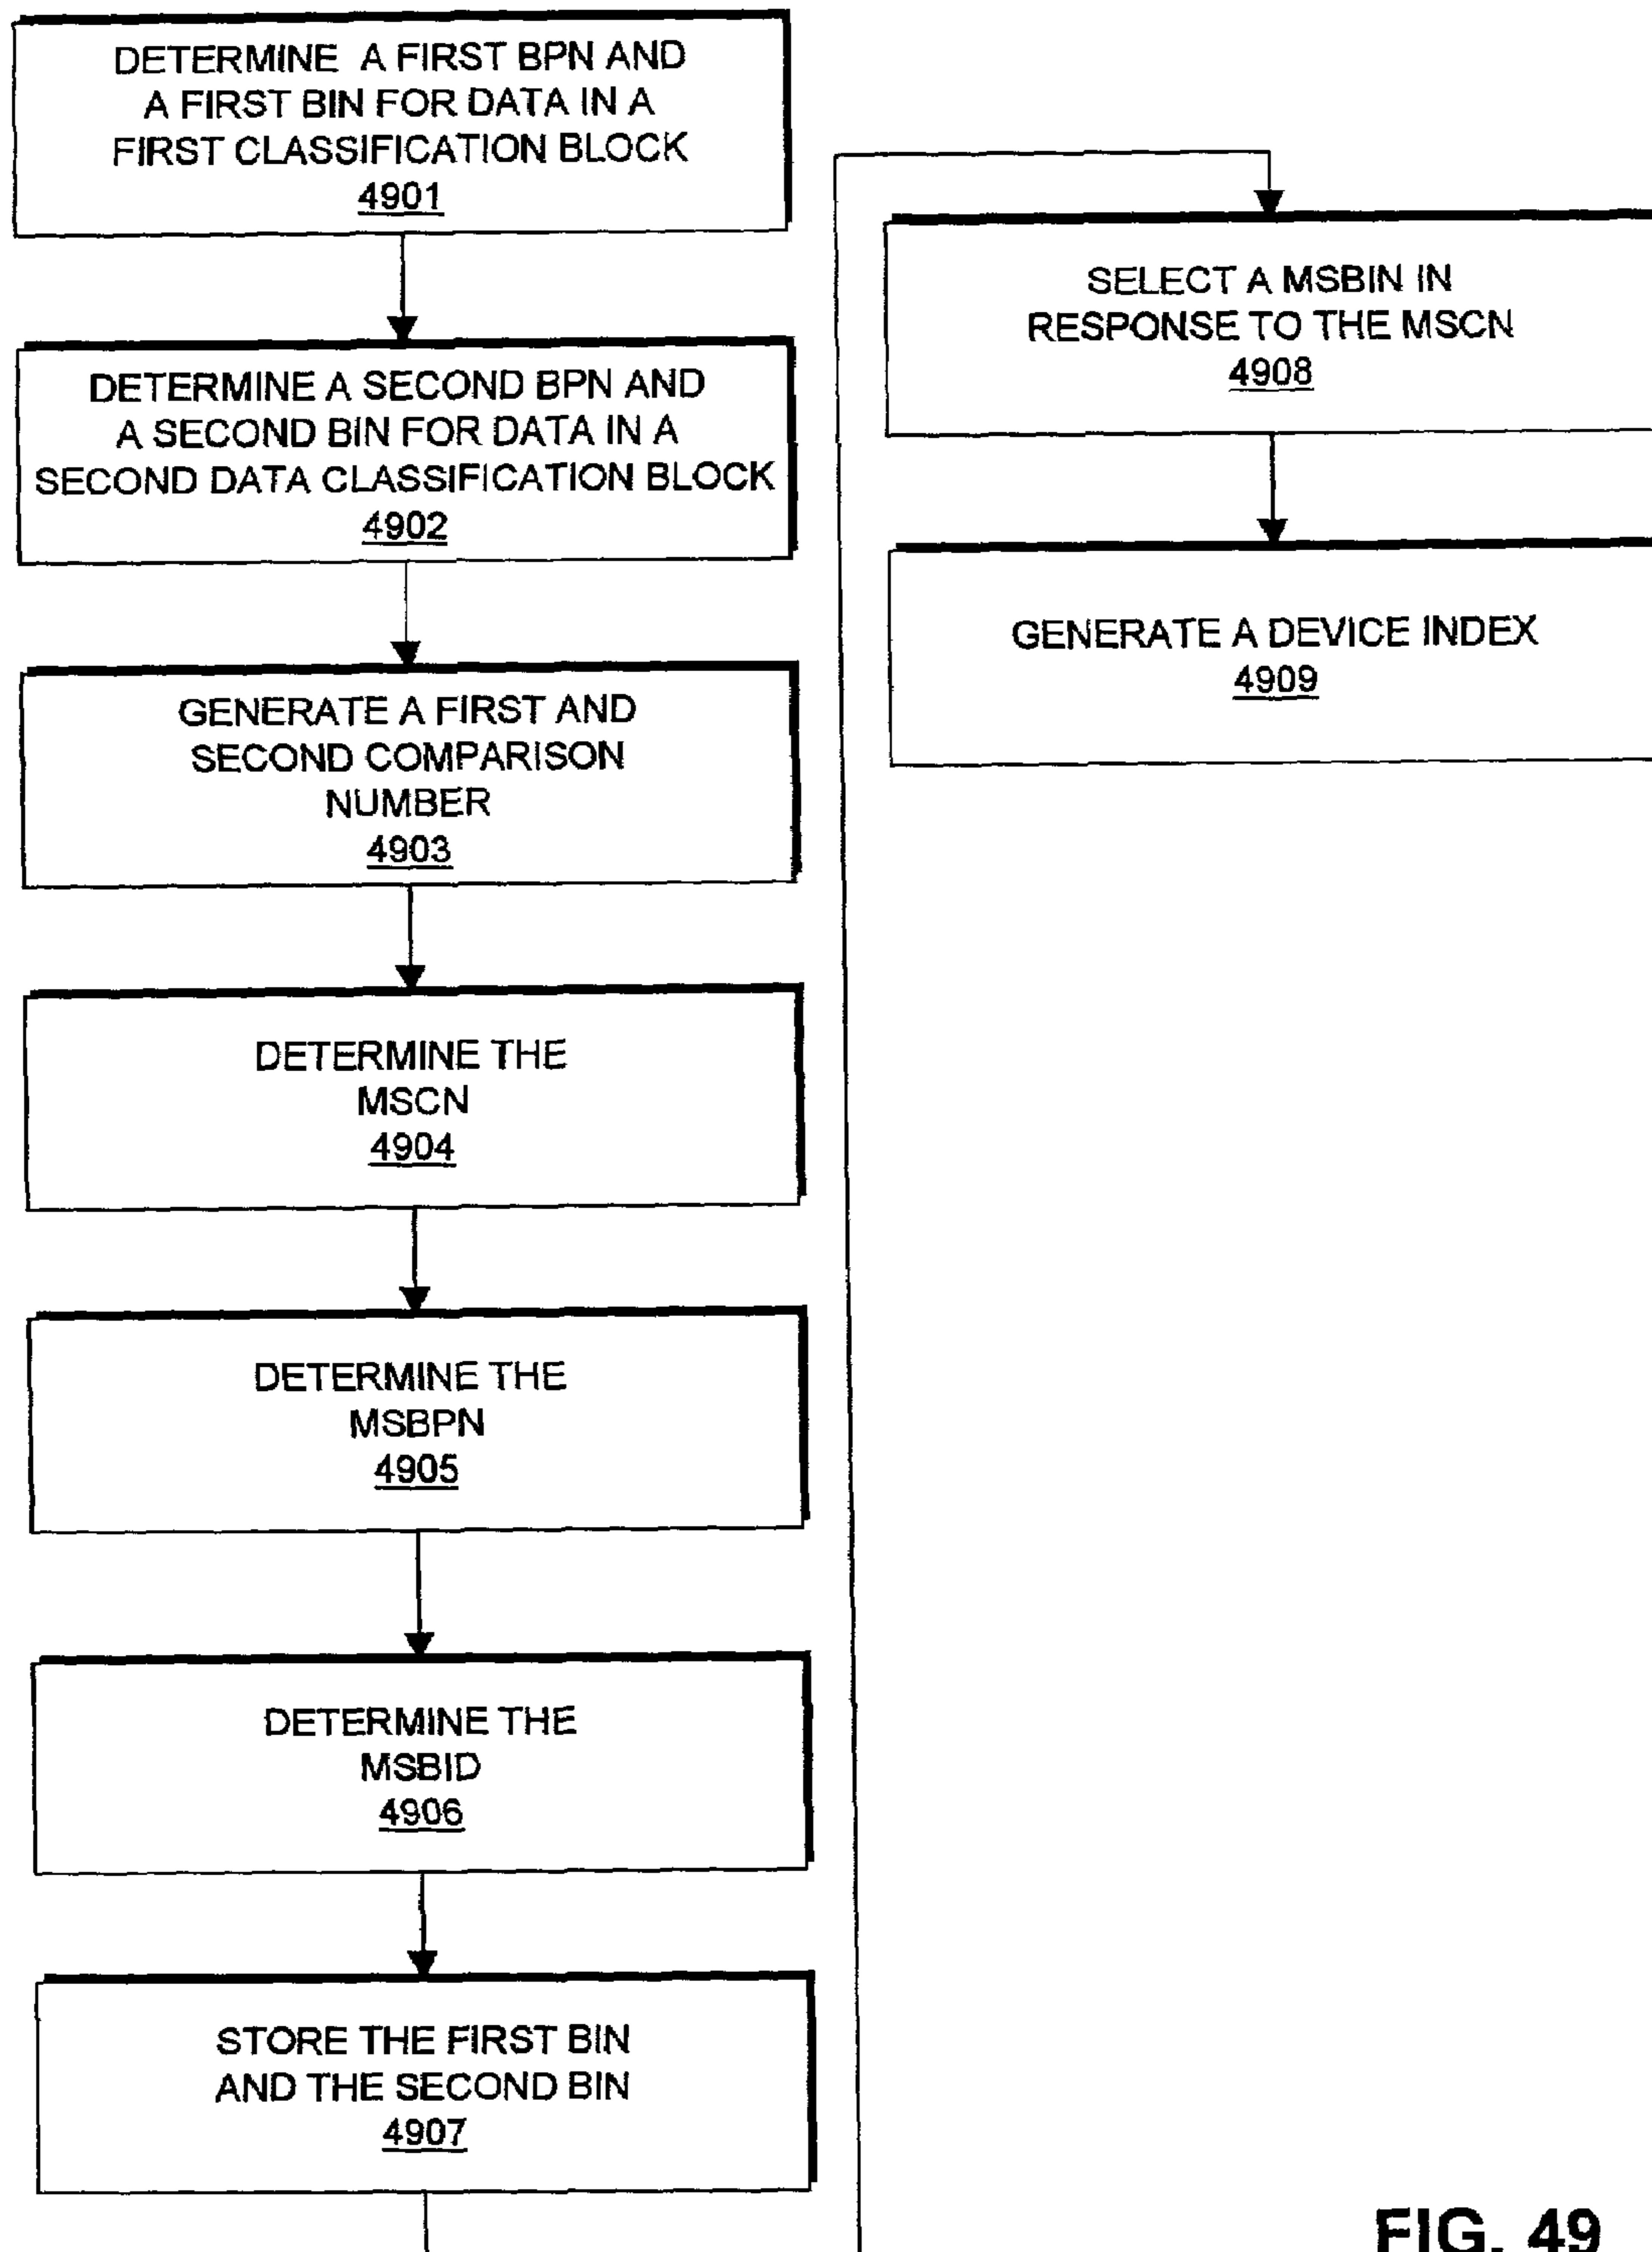 DETERMINE A FIRST BPN AND
A FIRST BIN FOR DATA IN A
FIRST CLASSIFICATION BLOCK
4901
DETERMINE A SECOND BPN AND
A SECOND BIN FOR DATA IN A
SECOND DATA CLASSIFICATION BLOCK
4902
GENERATE A FIRST AND
SECOND COMPARISON
NUMBER
4903
DETERMINE THE
MSCN
4904
DETERMINE THE
MSBPN
4905
DETERMINE THE
MSBID
4906
STORE THE FIRST BIN
AND THE SECOND BIN
4907
SELECT A MSBIN IN
RESPONSE TO THE MSCN
4908
GENERATE A DEVICE INDEX
4909
FIG. 49